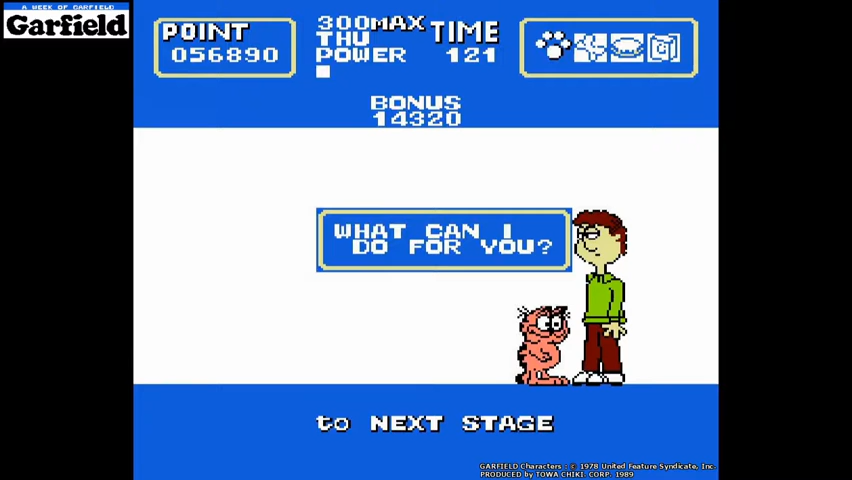 A WEEK OF GARFIELD
Garfield
POINT
056890
300MAX
THU
POWER
TIME
121
BONUS
14320
WHAT CAN I
DO FOR YOU?
to NEXT STAGE
GARFIELD Characters : © 1978 United Feature Syndicate, Inc.
PRODUCED by TOWA CHIKI. CORP. 1989